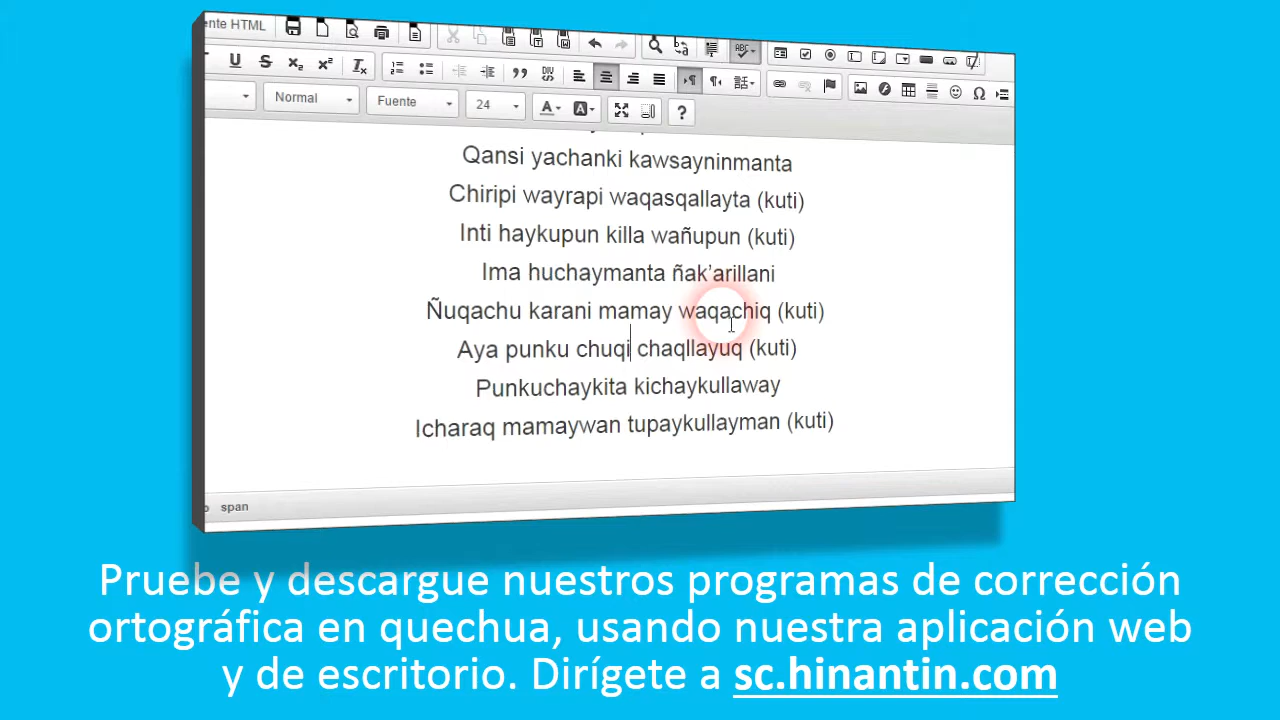 ente HTML
Normal Fuente 24
Qansi yachanki kawsayninmanta
Chiripi wayrapi waqasqallayta (kuti)
Inti haykupun killa wañupun (kuti)
Ima huchaymanta ñak'arillani
Ñuqachu karani mamay waqachiq (kuti)
Aya punku chuqi chaqllayuq (kuti)
Punkuchaykita kichaykullaway
Icharaq mamaywan tupaykullayman (kuti)
span
Pruebe y descargue nuestros programas de corrección
ortográfica en quechua, usando nuestra aplicación web
y de escritorio. Dirígete a sc.hinantin.com